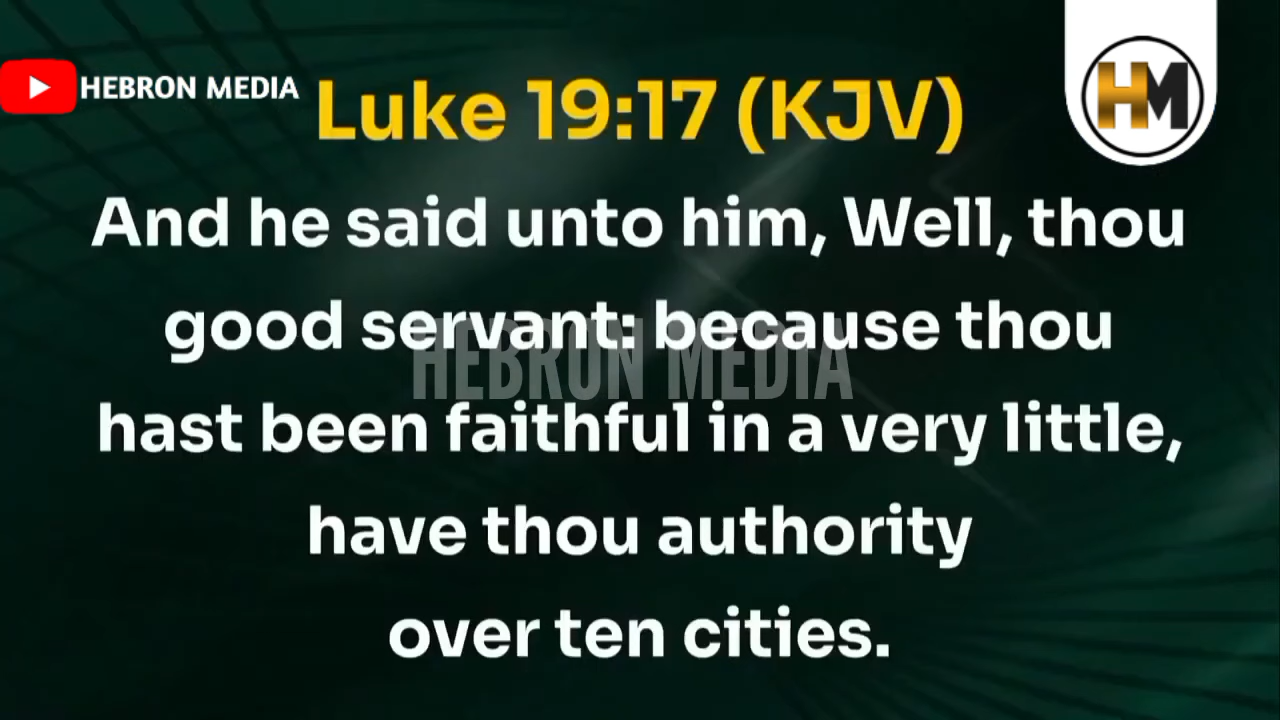 HEBRON MEDIA
HM
Luke 19:17 (KJV)
And he said unto him, Well, thou
good servant: because thou
HEBRON MEDIA
hast been faithful in a very little,
have thou authority
over ten cities.